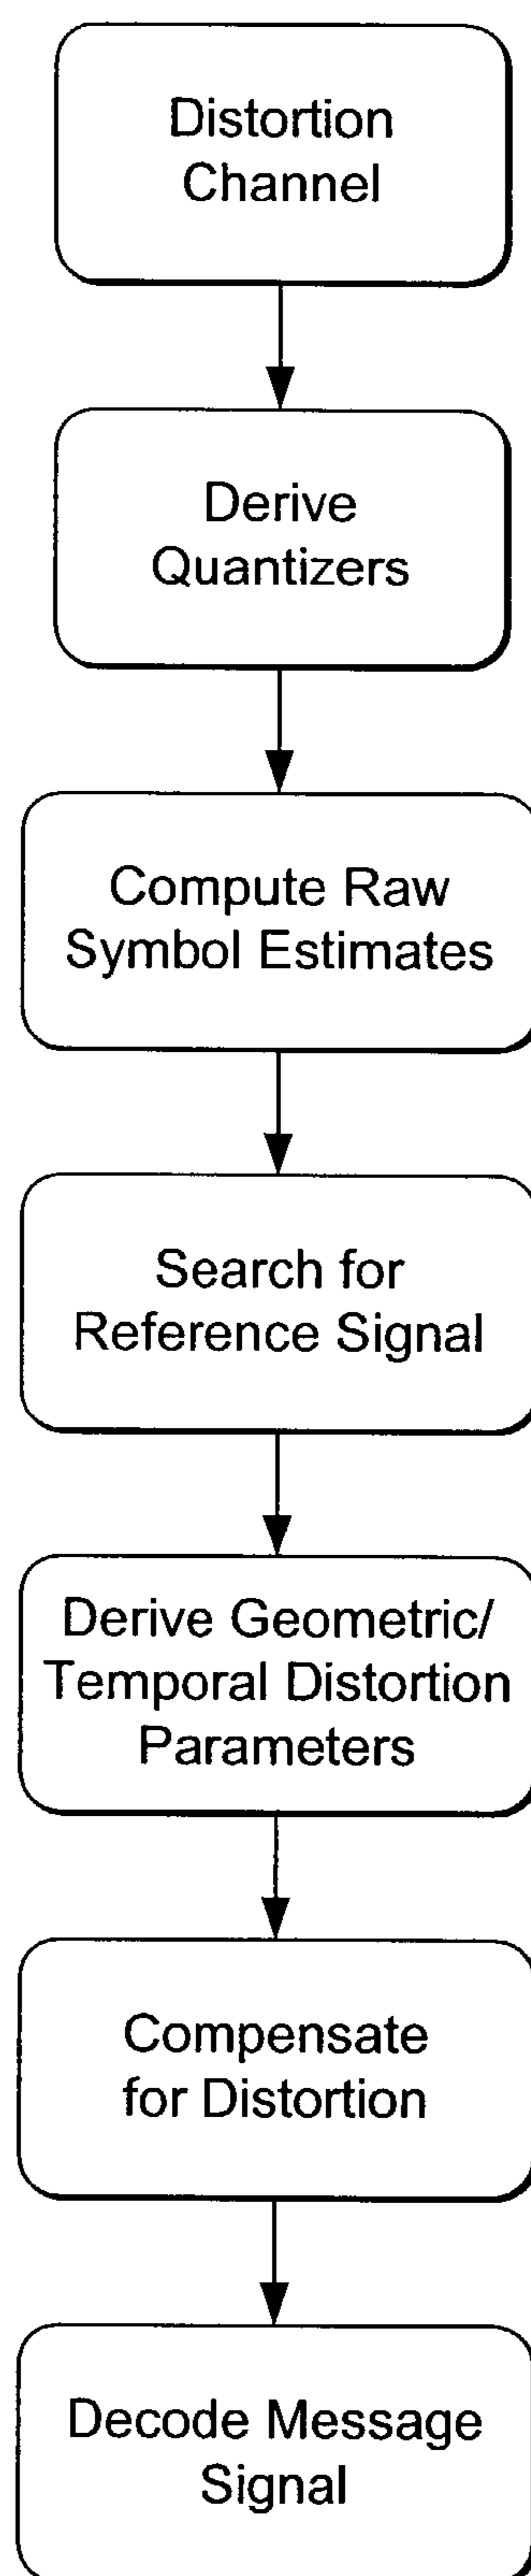 Distortion
Channel
Derive
Quantizers
Compute Raw
Symbol Estimates
Search for
Reference Signal
Derive Geometric/
Temporal Distortion
Parameters
Compensate
for Distortion
Decode Message
Signal